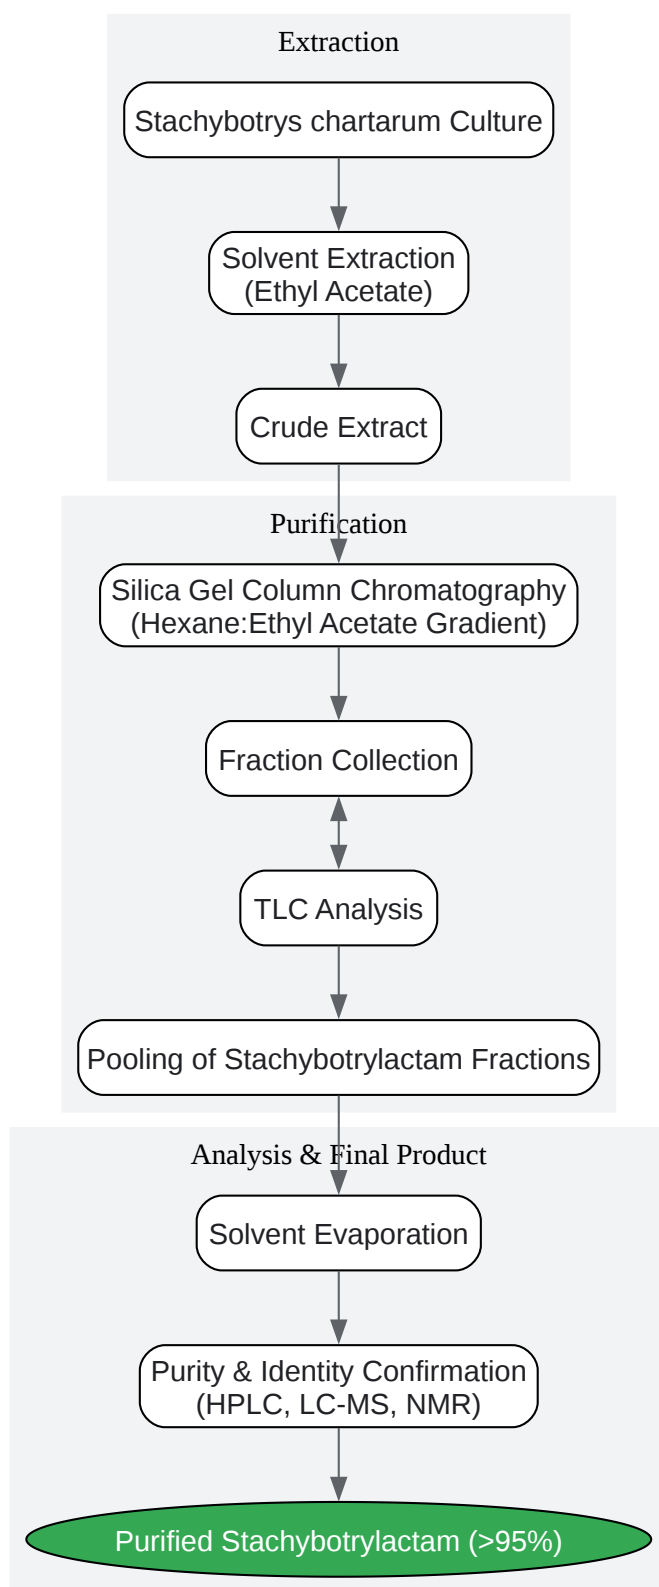 Extraction
Stachybotrys chartarum Culture
Solvent Extraction
(Ethyl Acetate)
Crude Extract
Purification
Silica Gel Column Chromatography
(Hexane:Ethyl Acetate Gradient)
Fraction Collection
TLC Analysis
Pooling of Stachybotrylactam Fractions
Analysis & Final Product
Solvent Evaporation
Purity & Identity Confirmation
(HPLC, LC-MS, NMR)
Purified Stachybotrylactam (>95%)